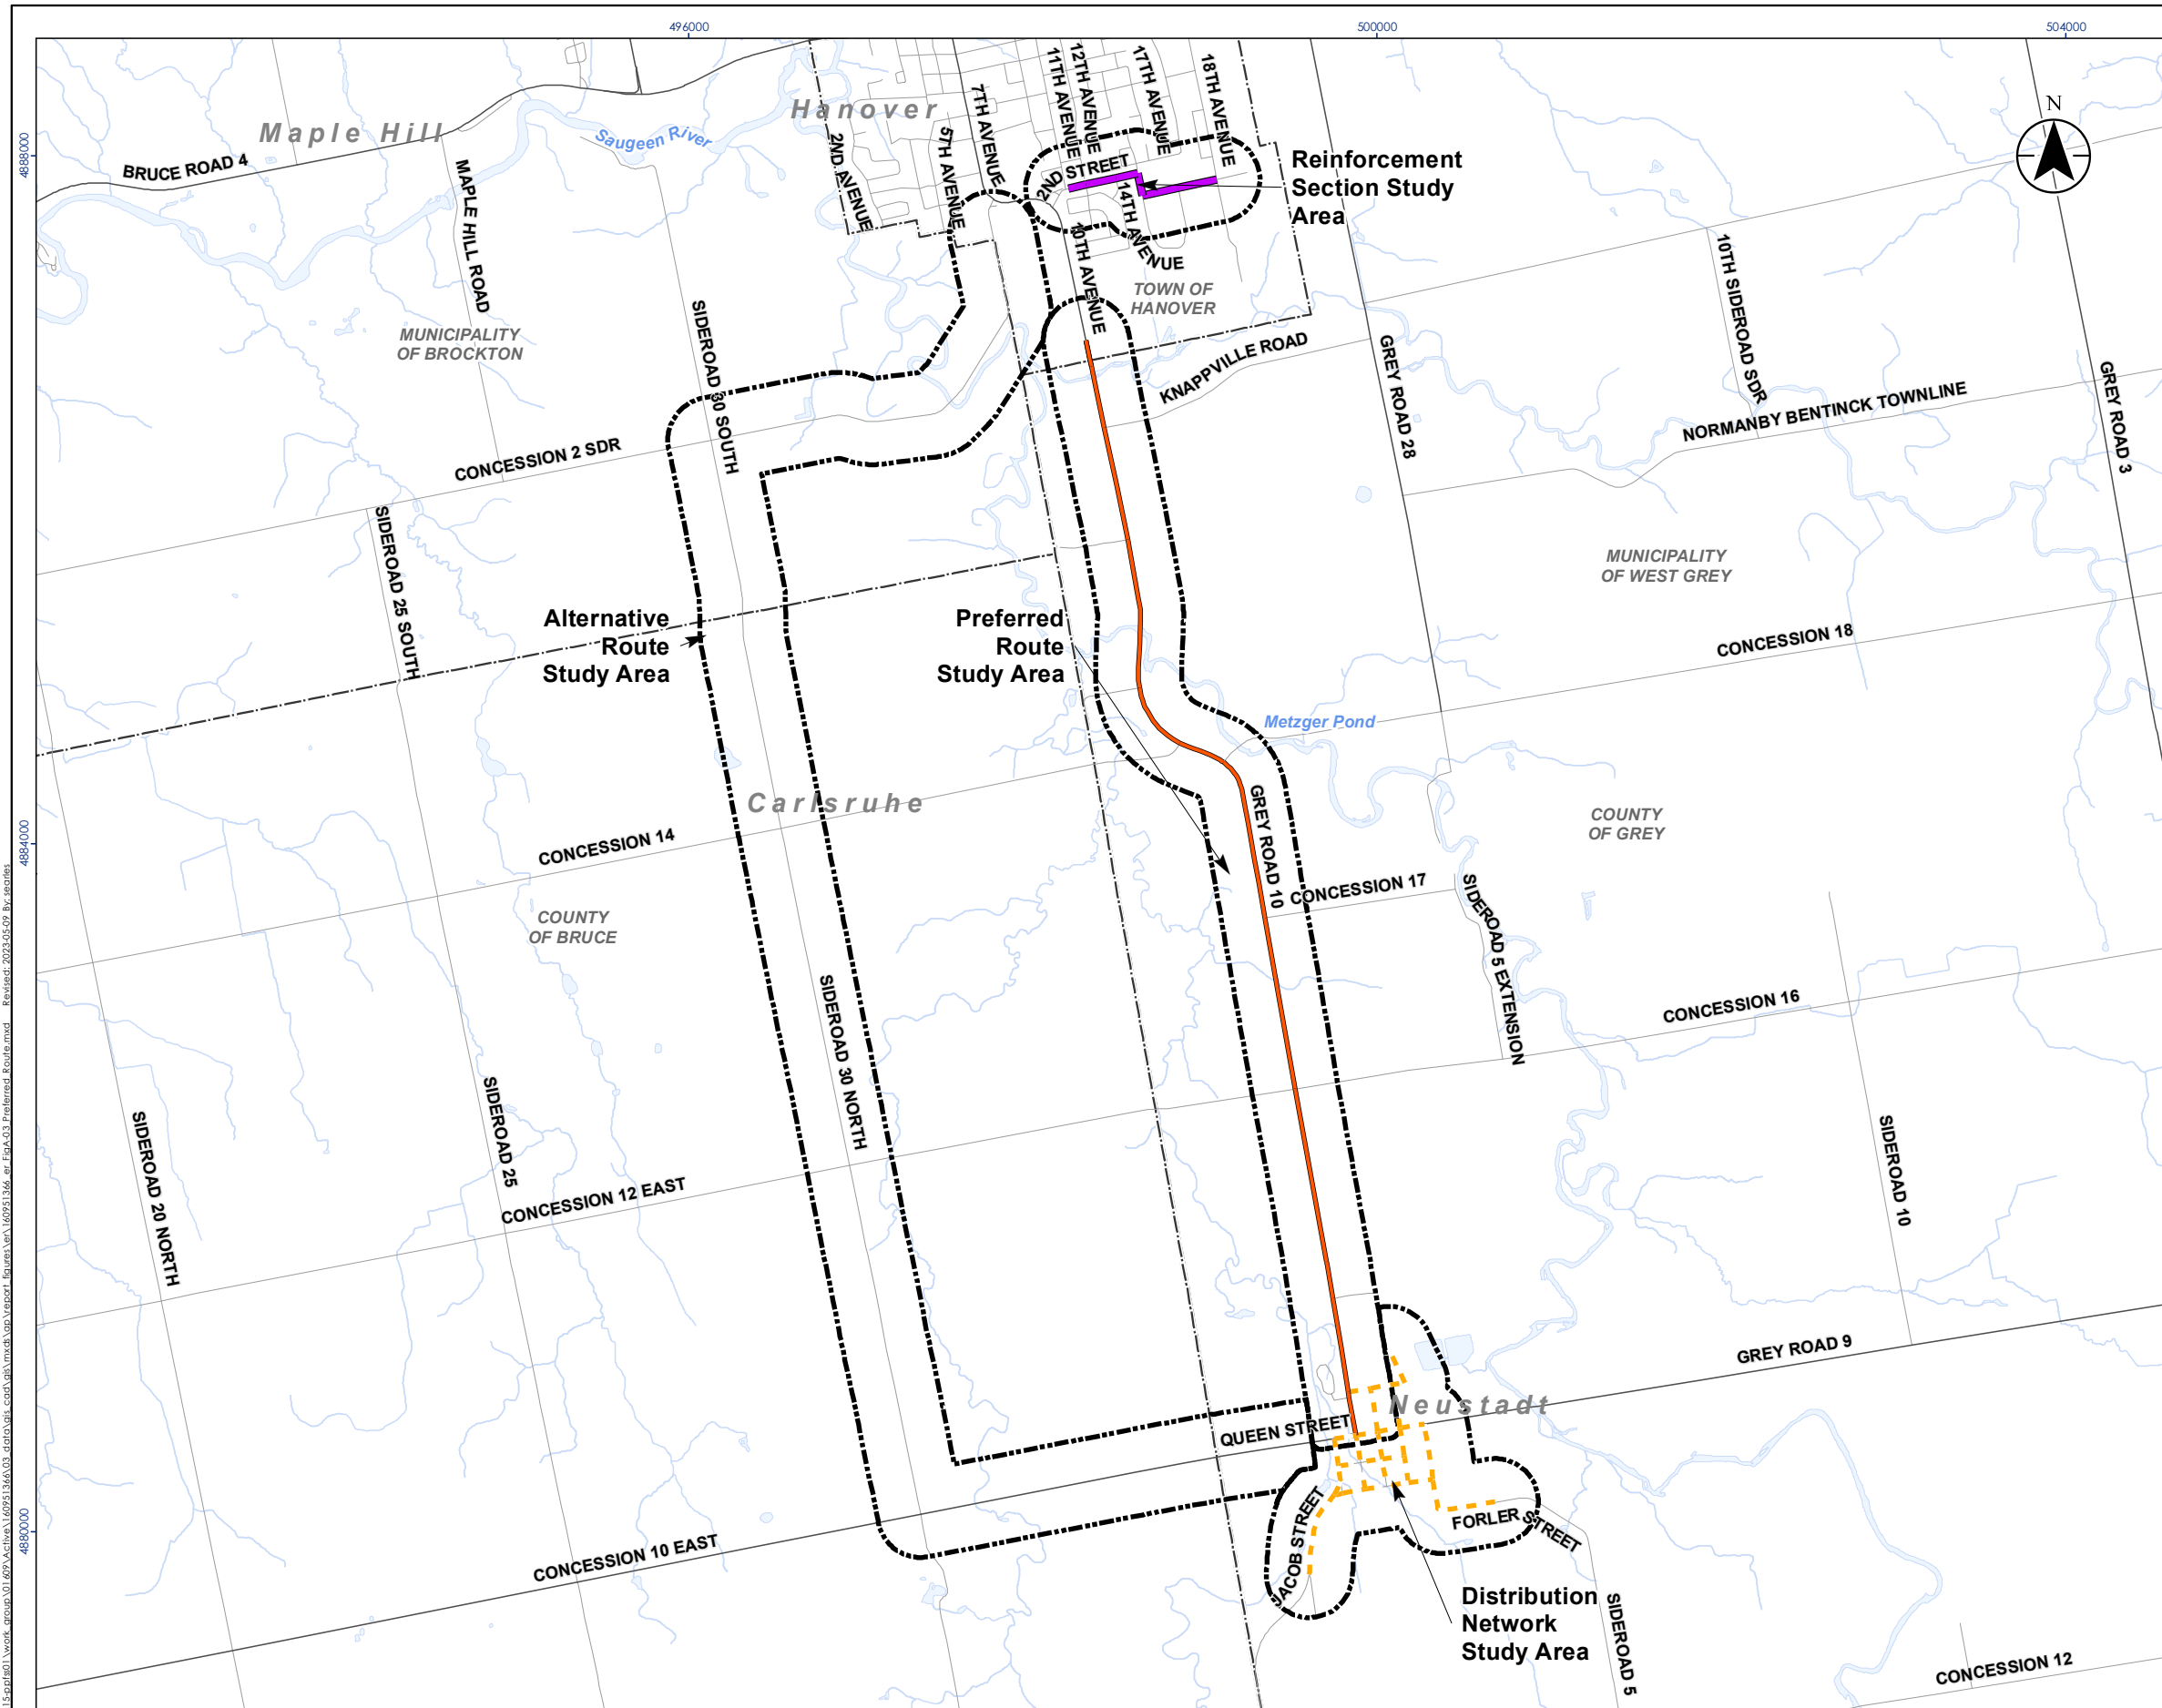 496000
500000
504000
4888000
4884000
4880000
N
Maple Hill
Hanover
BRUCE ROAD 4
Saugeen River
MAPLE HILL ROAD
2ND AVENUE
5TH AVENUE
7TH AVENUE
11TH AVENUE
12TH AVENUE
17TH AVENUE
18TH AVENUE
2ND STREET
14TH AVENUE
10TH AVENUE
Reinforcement
Section Study
Area
TOWN OF
HANOVER
MUNICIPALITY
OF BROCKTON
SIDEROAD 30 SOUTH
KNAPPVILLE ROAD
GREY ROAD 28
10TH SIDEROAD SDR
GREY ROAD 3
NORMANBY BENTINCK TOWNLINE
CONCESSION 2 SDR
SIDEROAD 25 SOUTH
MUNICIPALITY
OF WEST GREY
Alternative
Route
Study Area
Preferred
Route
Study Area
CONCESSION 18
Metzger Pond
Carlsruhe
GREY ROAD 10
COUNTY
OF GREY
CONCESSION 14
CONCESSION 17
SIDEROAD 5 EXTENSION
COUNTY
OF BRUCE
SIDEROAD 30 NORTH
CONCESSION 16
SIDEROAD 25
SIDEROAD 20 NORTH
SIDEROAD 10
CONCESSION 12 EAST
GREY ROAD 9
Neustadt
QUEEN STREET
JACOB STREET
FORLER STREET
CONCESSION 10 EAST
Distribution
Network
Study Area
SIDEROAD 5
CONCESSION 12
Revised: 2023-05-09 By: searles